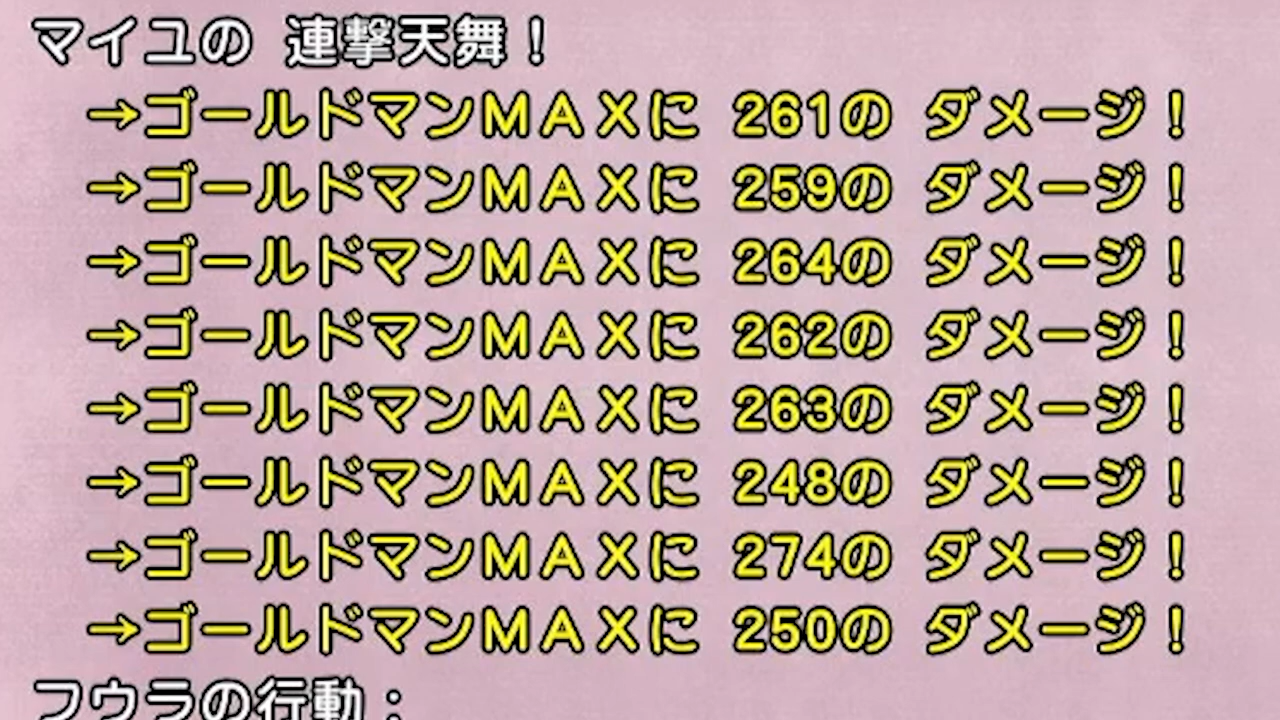 マイユの 連撃天舞！
→ゴールドマンＭＡＸに 261の ダメージ！
→ゴールドマンＭＡＸに 259の ダメージ！
→ゴールドマンＭＡＸに 264の ダメージ！
→ゴールドマンＭＡＸに 262の ダメージ！
→ゴールドマンＭＡＸに 263の ダメージ！
→ゴールドマンＭＡＸに 248の ダメージ！
→ゴールドマンＭＡＸに 274の ダメージ！
→ゴールドマンＭＡＸに 250の ダメージ！
フウラの行動：